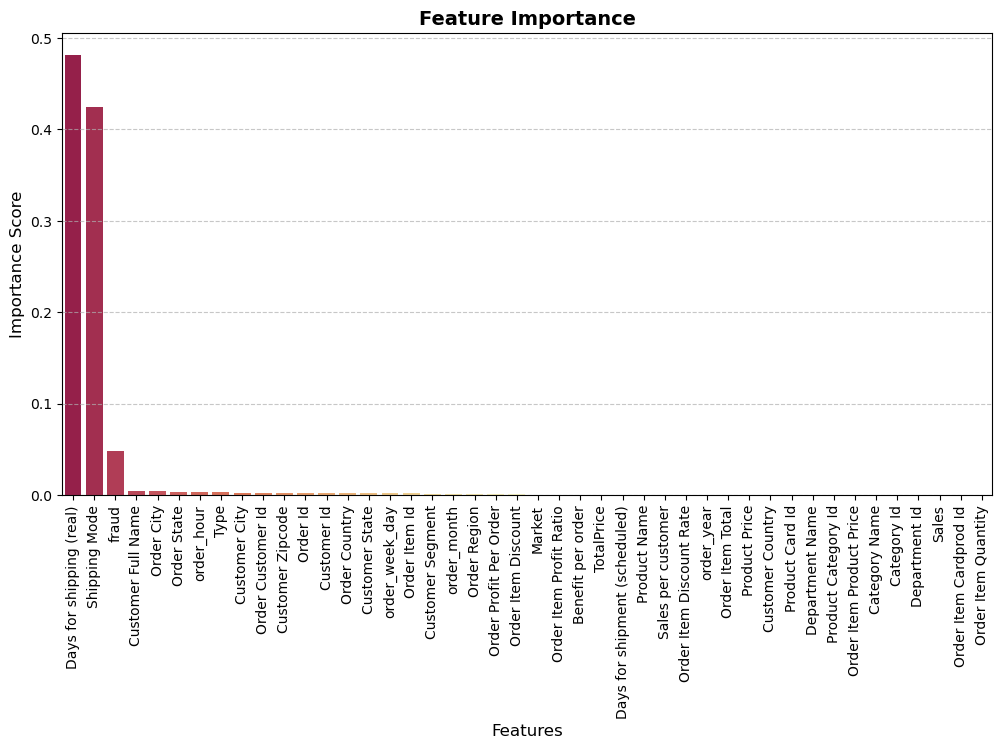 Feature Importance
Importance Score
0.5
0.4
0.3
0.2
0.1
0.0
Days for shipping (real)
Shipping Mode
fraud
Customer Full Name
Order City
Order State
order_hour
Type
Customer City
Order Customer Id
Customer Zipcode
Order Id
Customer Id
Order Country
Customer State
order_week_day
Order Item Id
Customer Segment
order_month
Order Region
Order Profit Per Order
Order Item Discount
Market
Order Item Profit Ratio
Benefit per order
TotalPrice
Days for shipment (scheduled)
Product Name
Sales per customer
Order Item Discount Rate
order_year
Order Item Total
Product Price
Customer Country
Product Card Id
Department Name
Product Category Id
Order Item Product Price
Category Name
Category Id
Department Id
Sales
Order Item Cardprod Id
Order Item Quantity
Features